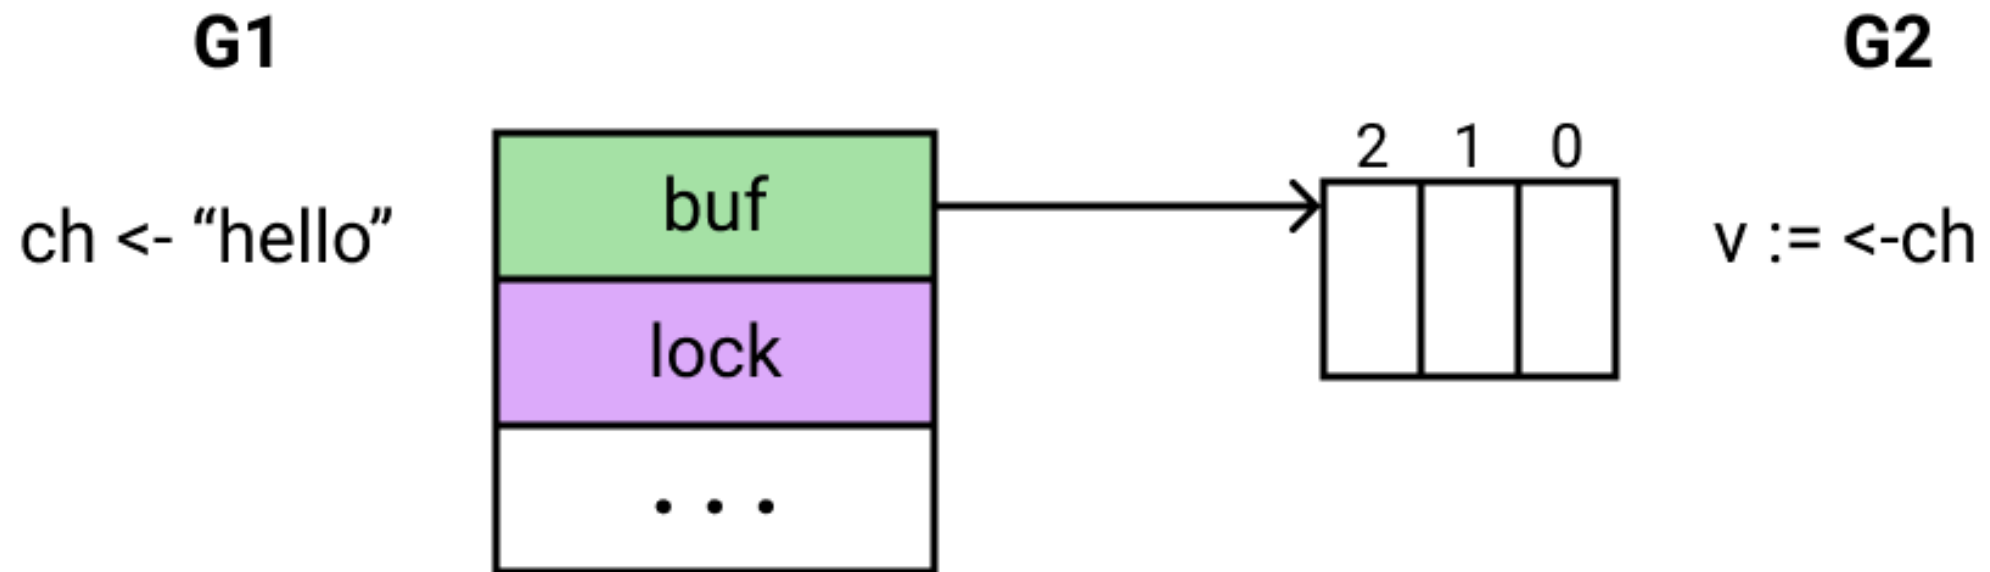 G1
G2
2 1 0
buf
ch <- “hello”
v := <-ch
lock
...